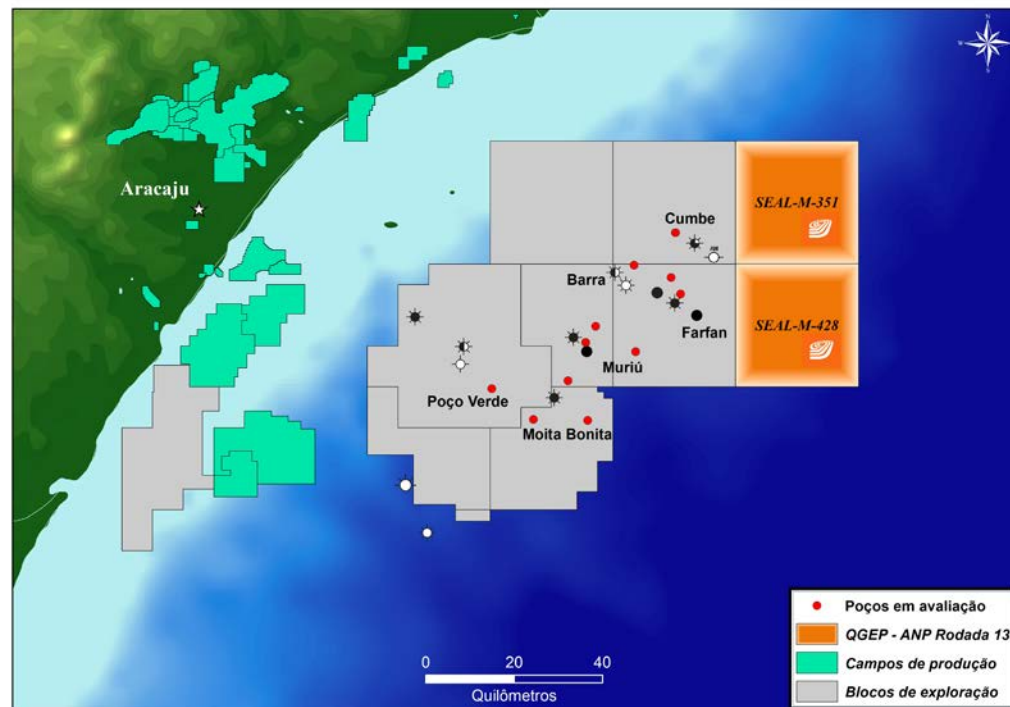 N
W
S
Aracaju
SEAL-M-351
Cumbe
Barra
SEAL-M-428
Farfan
Muriú
Poço Verde
Moita Bonita
Poços em avaliação
QGEP - ANP Rodada 13
Campos de produção
Blocos de exploração
0 20 40
Quilômetros